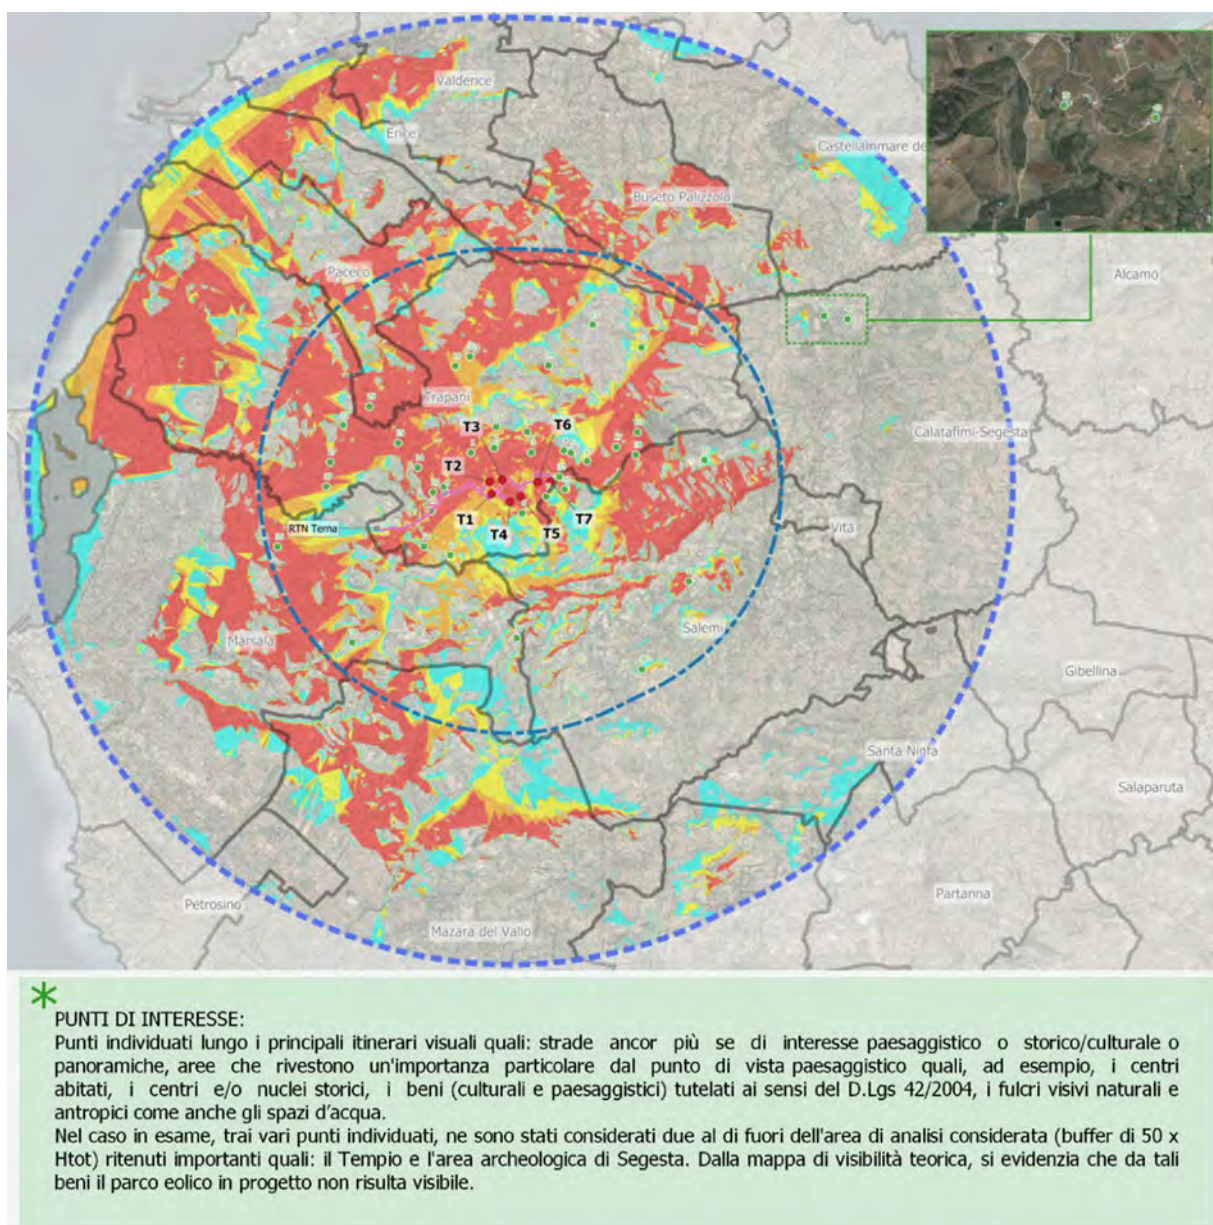 Valderice
Erice
Castellammare de
Buseto Palizzolo
Alcamo
Paceco
Trapani
T3
T6
Calatafimi-Segesta
T2
T1
RTN Terna
T4
T5
T7
Vita
Marsala
Salemi
Gibellina
Santa Ninfa
Salaparuta
Partanna
Petrosino
Mazara del Vallo
PUNTI DI INTERESSE:
Punti individuati lungo i principali itinerari visuali quali: strade ancor più se di interesse paesaggistico o storico/culturale o
panoramiche, aree che rivestono un'importanza particolare dal punto di vista paesaggistico quali, ad esempio, i centri
abitati, i centri e/o nuclei storici, i beni (culturali e paesaggistici) tutelati ai sensi del D.Lgs 42/2004, i fulcri visivi naturali e
antropici come anche gli spazi d'acqua.
Nel caso in esame, trai vari punti individuati, ne sono stati considerati due al di fuori dell'area di analisi considerata (buffer di 50 x
Htot) ritenuti importanti quali: il Tempio e l'area archeologica di Segesta. Dalla mappa di visibilità teorica, si evidenzia che da tali
beni il parco eolico in progetto non risulta visibile.